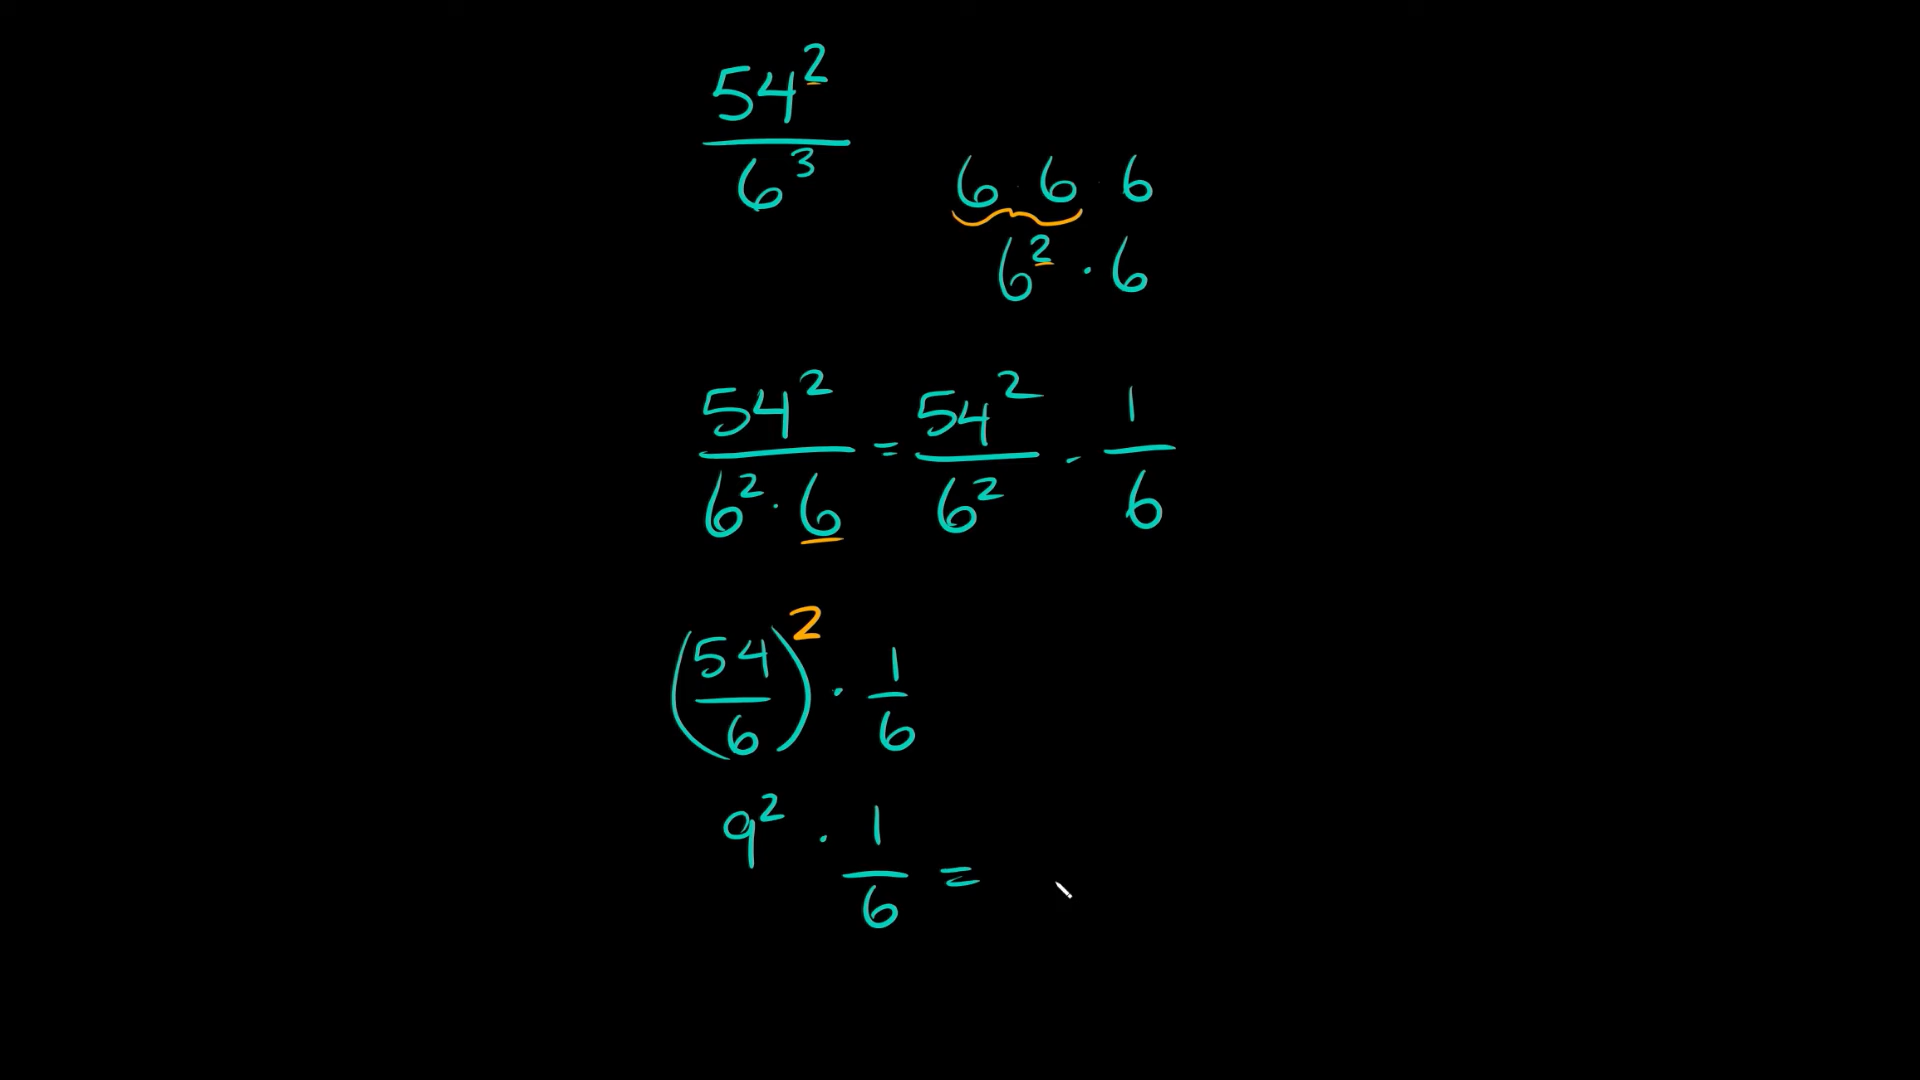 54²/6³
6 · 6 · 6
6² · 6
54²/(6² · 6) = 54²/6² · 1/6
(54/6)² · 1/6
9² · 1/6 =